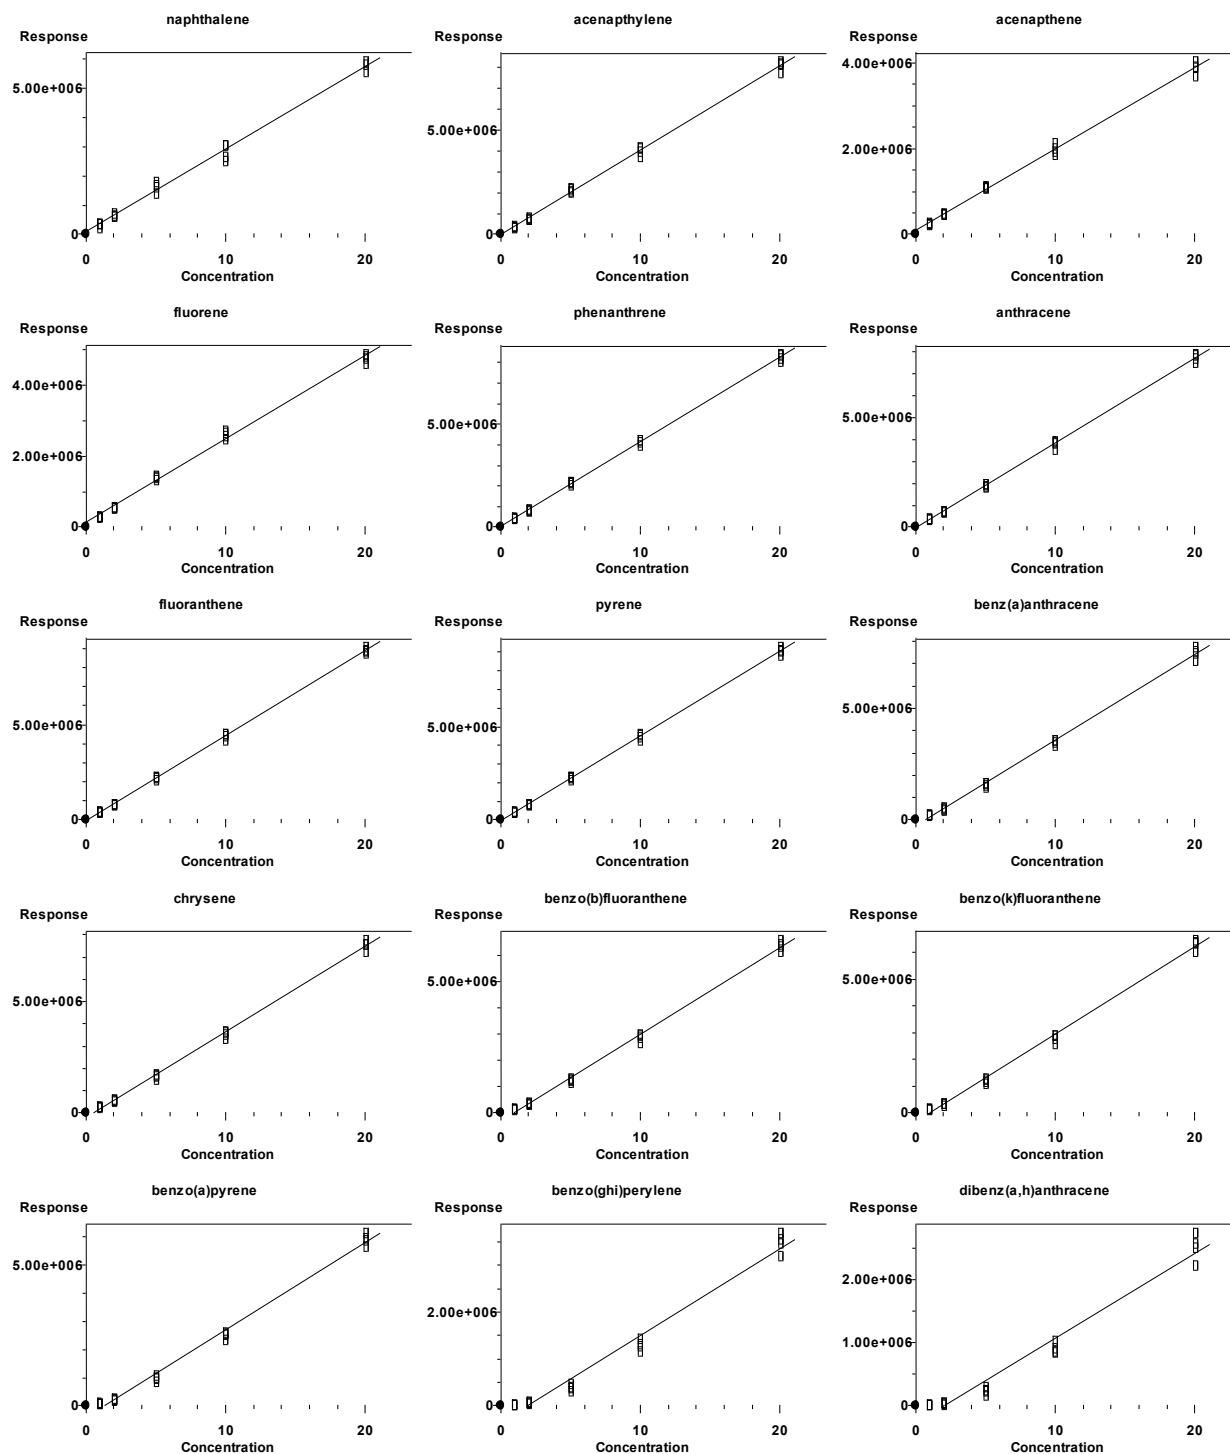 naphthalene
Response
5.00e+006
0
0 10 20
Concentration
acenapthylene
Response
5.00e+006
0
0 10 20
Concentration
acenapthene
Response
4.00e+006
2.00e+006
0
0 10 20
Concentration
fluorene
Response
4.00e+006
2.00e+006
0
0 10 20
Concentration
phenanthrene
Response
5.00e+006
0
0 10 20
Concentration
anthracene
Response
5.00e+006
0
0 10 20
Concentration
fluoranthene
Response
5.00e+006
0
0 10 20
Concentration
pyrene
Response
5.00e+006
0
0 10 20
Concentration
benz(a)anthracene
Response
5.00e+006
0
0 10 20
Concentration
chrysene
Response
5.00e+006
0
0 10 20
Concentration
benzo(b)fluoranthene
Response
5.00e+006
0
0 10 20
Concentration
benzo(k)fluoranthene
Response
5.00e+006
0
0 10 20
Concentration
benzo(a)pyrene
Response
5.00e+006
0
0 10 20
Concentration
benzo(ghi)perylene
Response
2.00e+006
0
0 10 20
Concentration
dibenz(a,h)anthracene
Response
2.00e+006
1.00e+006
0
0 10 20
Concentration